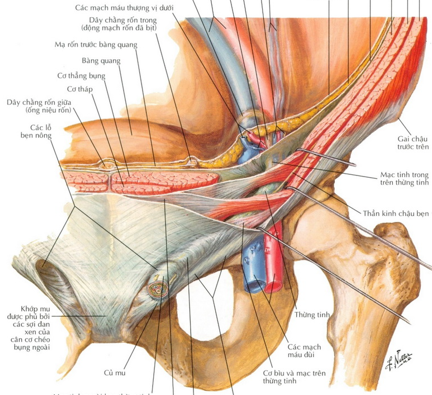 Các mạch máu thượng vị dưới
Dây chằng rốn trong
(động mạch rốn đã bịt)
Mạ rốn trước bàng quang
Bàng quang
Cơ thẳng bụng
Cơ tháp
Dây chằng rốn giữa
(ống niệu rốn)
Các lỗ
bẹn nông
Gai chậu
trước trên
Mạc tinh trong
trên thừng tinh
Thần kinh chậu bẹn
Khớp mu
được phủ bởi
các sợi đan
xen của
cân cơ chéo
bụng ngoài
Củ mu
Thừng tinh
Các mạch
máu đùi
Cơ bìu và mạc trên
thừng tinh